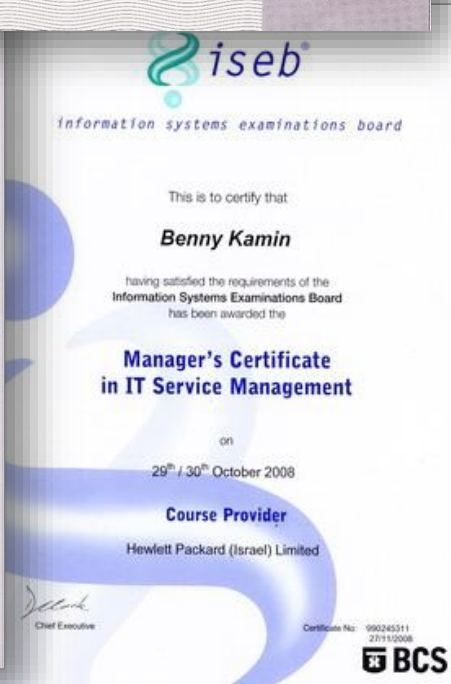 iseb®
information systems examinations board
This is to certify that
Benny Kamin
having satisfied the requirements of the
Information Systems Examinations Board
has been awarded the
Manager's Certificate
in IT Service Management
on
29th / 30th October 2008
Course Provider
Hewlett Packard (Israel) Limited
Chief Executive
Certificate No: 990245311
27/11/2008
BCS